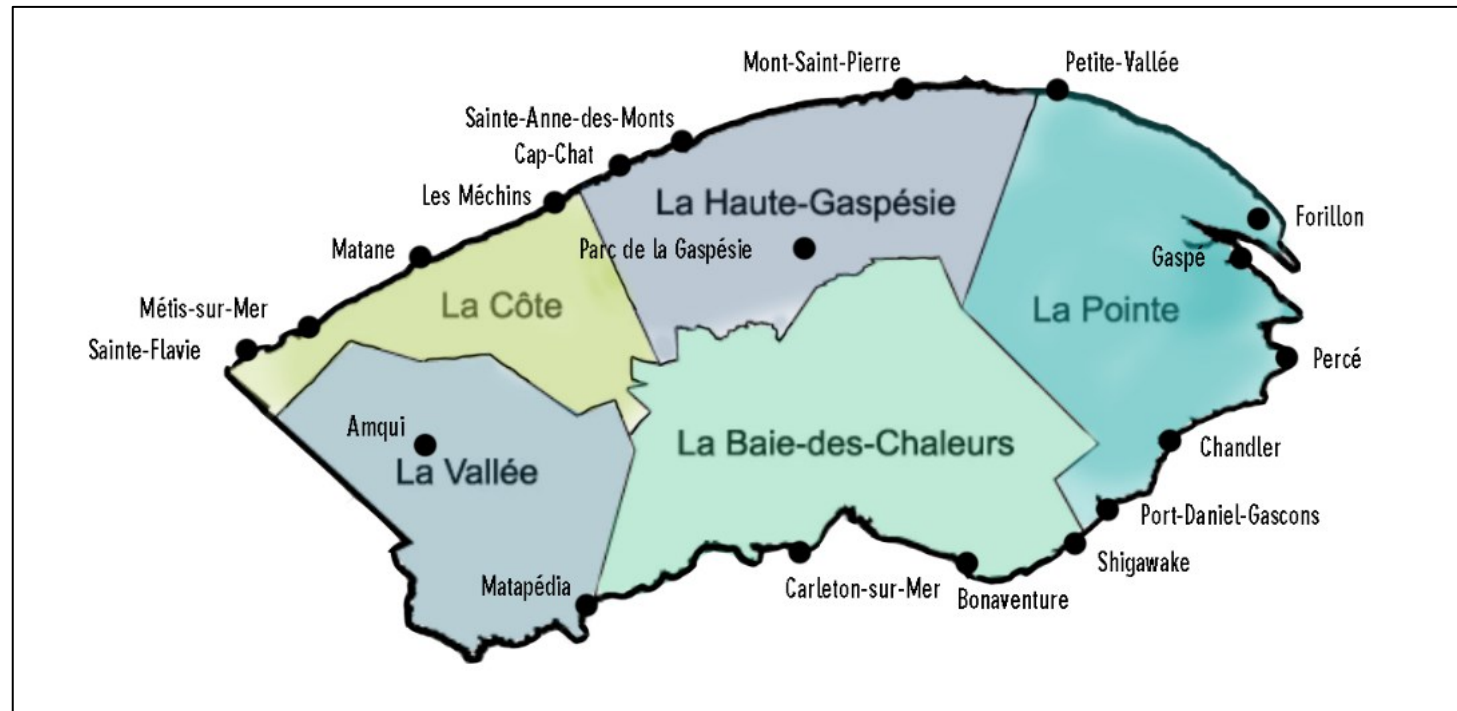 Mont-Saint-Pierre
Petite-Vallée
Sainte-Anne-des-Monts
Cap-Chat
Les Méchins
La Haute-Gaspésie
Forillon
Matane
Parc de la Gaspésie
Gaspé
Métis-sur-Mer
La Côte
La Pointe
Sainte-Flavie
Percé
Amqui
La Baie-des-Chaleurs
Chandler
La Vallée
Port-Daniel-Gascons
Shigawake
Matapédia
Carleton-sur-Mer
Bonaventure